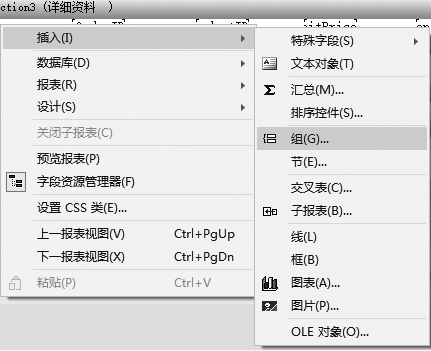 ction3 (详细资料  )
插入(I)
数据库(D)
报表(R)
设计(S)
关闭子报表(C)
预览报表(P)
字段资源管理器(F)
设置 CSS 类(E)...
上一报表视图(V) Ctrl+PgUp
下一报表视图(X) Ctrl+PgDn
粘贴(P) Ctrl+V
特殊字段(S)
文本对象(T)
汇总(M)...
排序控件(S)...
组(G)...
节(E)...
交叉表(C)...
子报表(B)...
线(L)
框(B)
图表(A)...
图片(P)...
OLE 对象(O)...